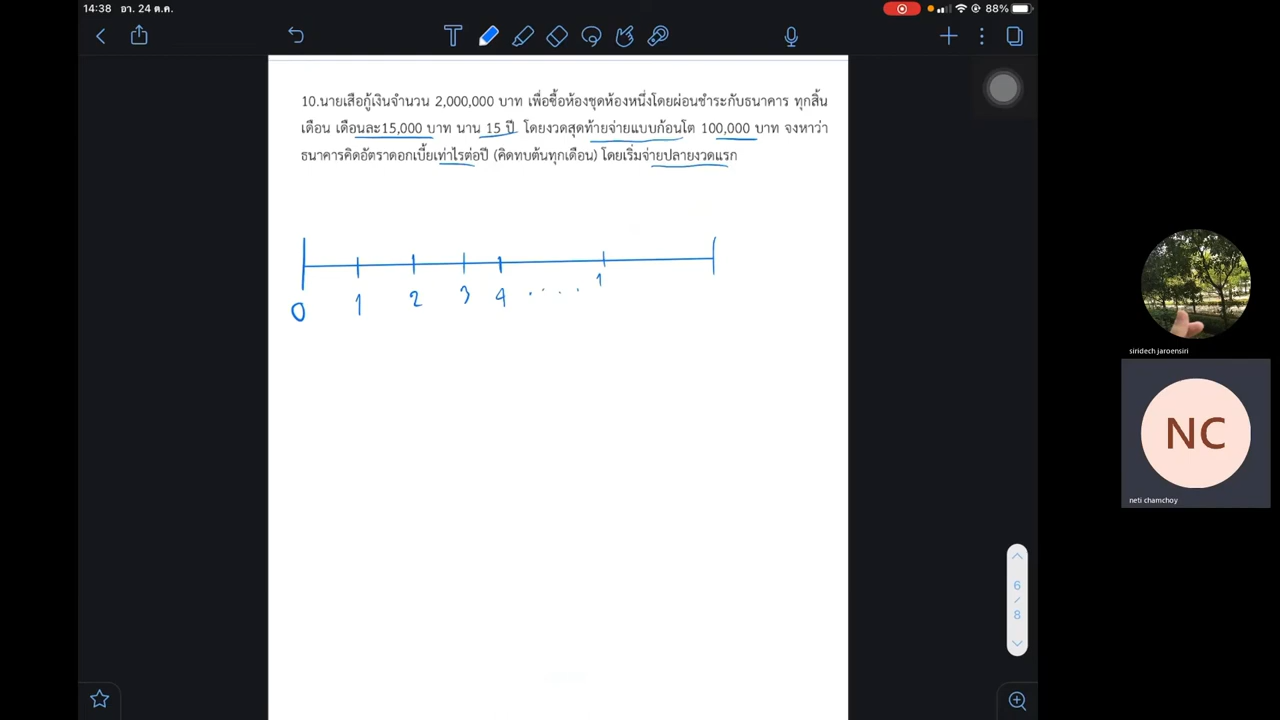 14:38 อา. 24 ต.ค.
88%
10.นายเสือกู้เงินจำนวน 2,000,000 บาท เพื่อซื้อห้องชุดห้องหนึ่งโดยผ่อนชำระกับธนาคาร ทุกสิ้น
เดือน เดือนละ15,000 บาท นาน 15 ปี โดยงวดสุดท้ายจ่ายแบบก้อนโต 100,000 บาท จงหาว่า
ธนาคารคิดอัตราดอกเบี้ยเท่าไรต่อปี (คิดทบต้นทุกเดือน) โดยเริ่มจ่ายปลายงวดแรก
0 1 2 3 4 ..... 1
siridech jaroensiri
NC
neti chamchoy
6
/
8